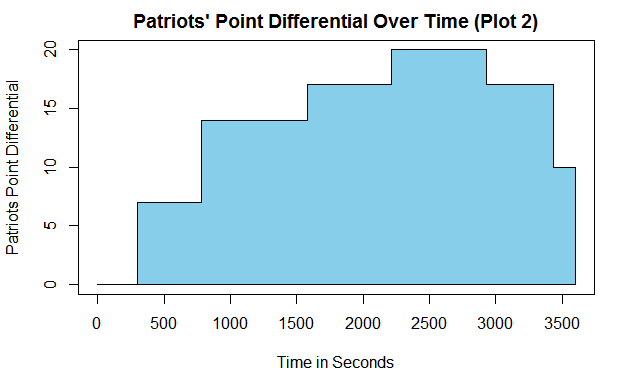 Patriots' Point Differential Over Time (Plot 2)
Patriots Point Differential
20
15
10
5
0
0 500 1000 1500 2000 2500 3000 3500
Time in Seconds